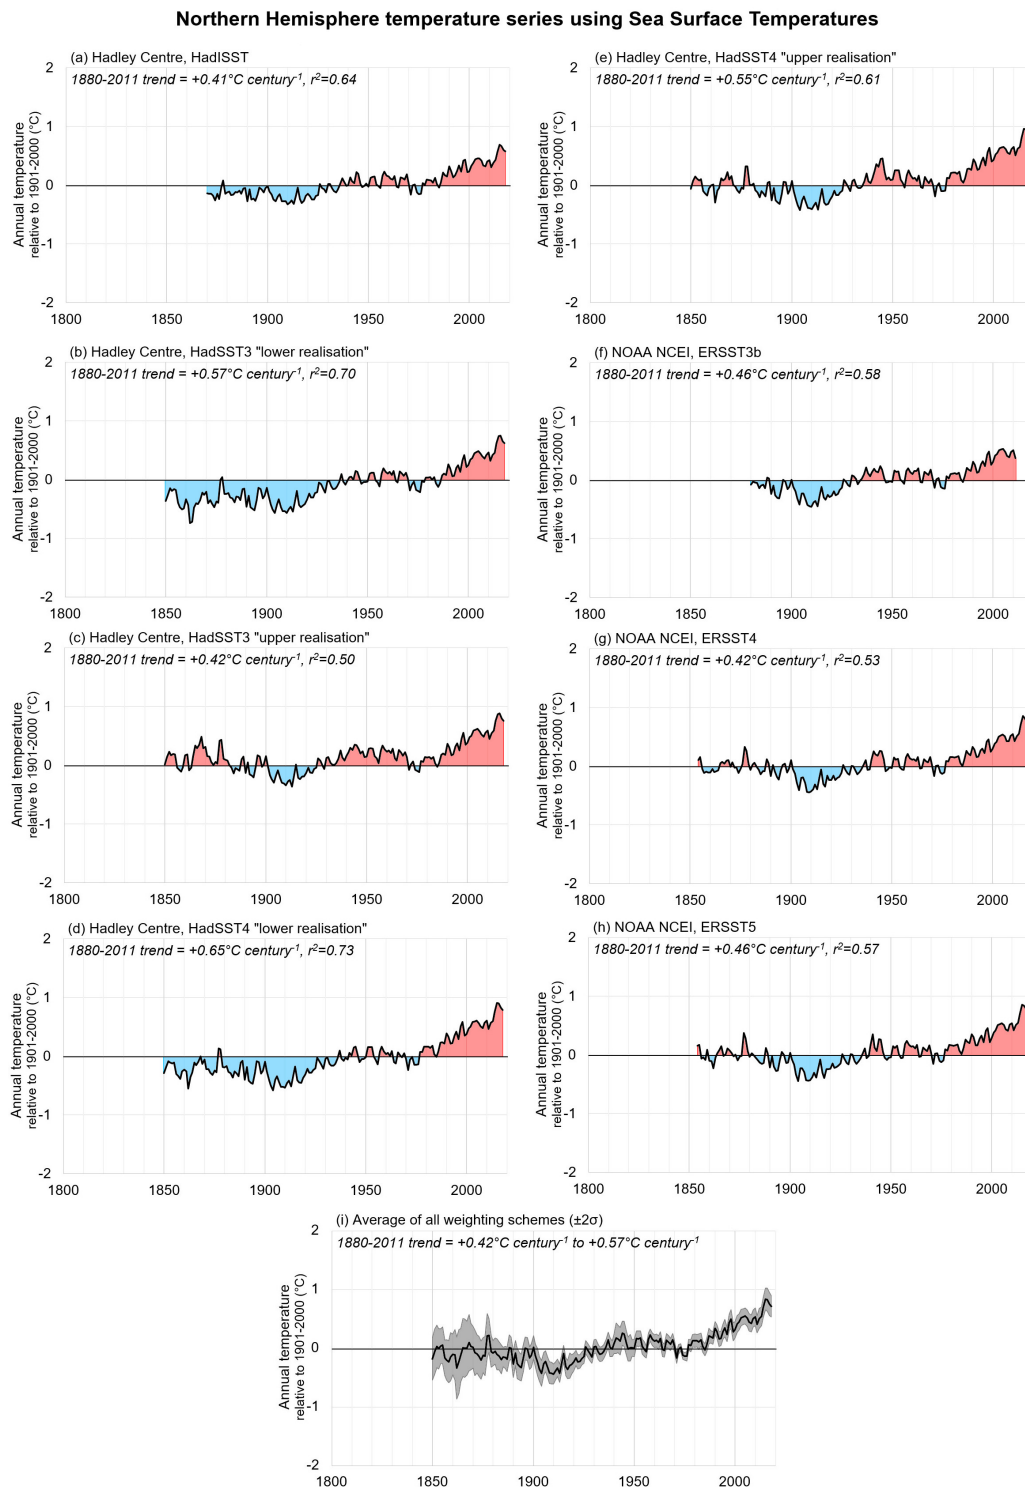 Northern Hemisphere temperature series using Sea Surface Temperatures
(a) Hadley Centre, HadISST
1880-2011 trend = +0.41°C century-1, r2=0.64
Annual temperature
relative to 1901-2000 (°C)
2
1
0
-1
-2
1800 1850 1900 1950 2000
(b) Hadley Centre, HadSST3 "lower realisation"
1880-2011 trend = +0.57°C century-1, r2=0.70
Annual temperature
relative to 1901-2000 (°C)
2
1
0
-1
-2
1800 1850 1900 1950 2000
(c) Hadley Centre, HadSST3 "upper realisation"
1880-2011 trend = +0.42°C century-1, r2=0.50
Annual temperature
relative to 1901-2000 (°C)
2
1
0
-1
-2
1800 1850 1900 1950 2000
(d) Hadley Centre, HadSST4 "lower realisation"
1880-2011 trend = +0.65°C century-1, r2=0.73
Annual temperature
relative to 1901-2000 (°C)
2
1
0
-1
-2
1800 1850 1900 1950 2000
(e) Hadley Centre, HadSST4 "upper realisation"
1880-2011 trend = +0.55°C century-1, r2=0.61
Annual temperature
relative to 1901-2000 (°C)
2
1
0
-1
-2
1800 1850 1900 1950 2000
(f) NOAA NCEI, ERSST3b
1880-2011 trend = +0.46°C century-1, r2=0.58
Annual temperature
relative to 1901-2000 (°C)
2
1
0
-1
-2
1800 1850 1900 1950 2000
(g) NOAA NCEI, ERSST4
1880-2011 trend = +0.42°C century-1, r2=0.53
Annual temperature
relative to 1901-2000 (°C)
2
1
0
-1
-2
1800 1850 1900 1950 2000
(h) NOAA NCEI, ERSST5
1880-2011 trend = +0.46°C century-1, r2=0.57
Annual temperature
relative to 1901-2000 (°C)
2
1
0
-1
-2
1800 1850 1900 1950 2000
(i) Average of all weighting schemes (±2σ)
1880-2011 trend = +0.42°C century-1 to +0.57°C century-1
Annual temperature
relative to 1901-2000 (°C)
2
1
0
-1
-2
1800 1850 1900 1950 2000